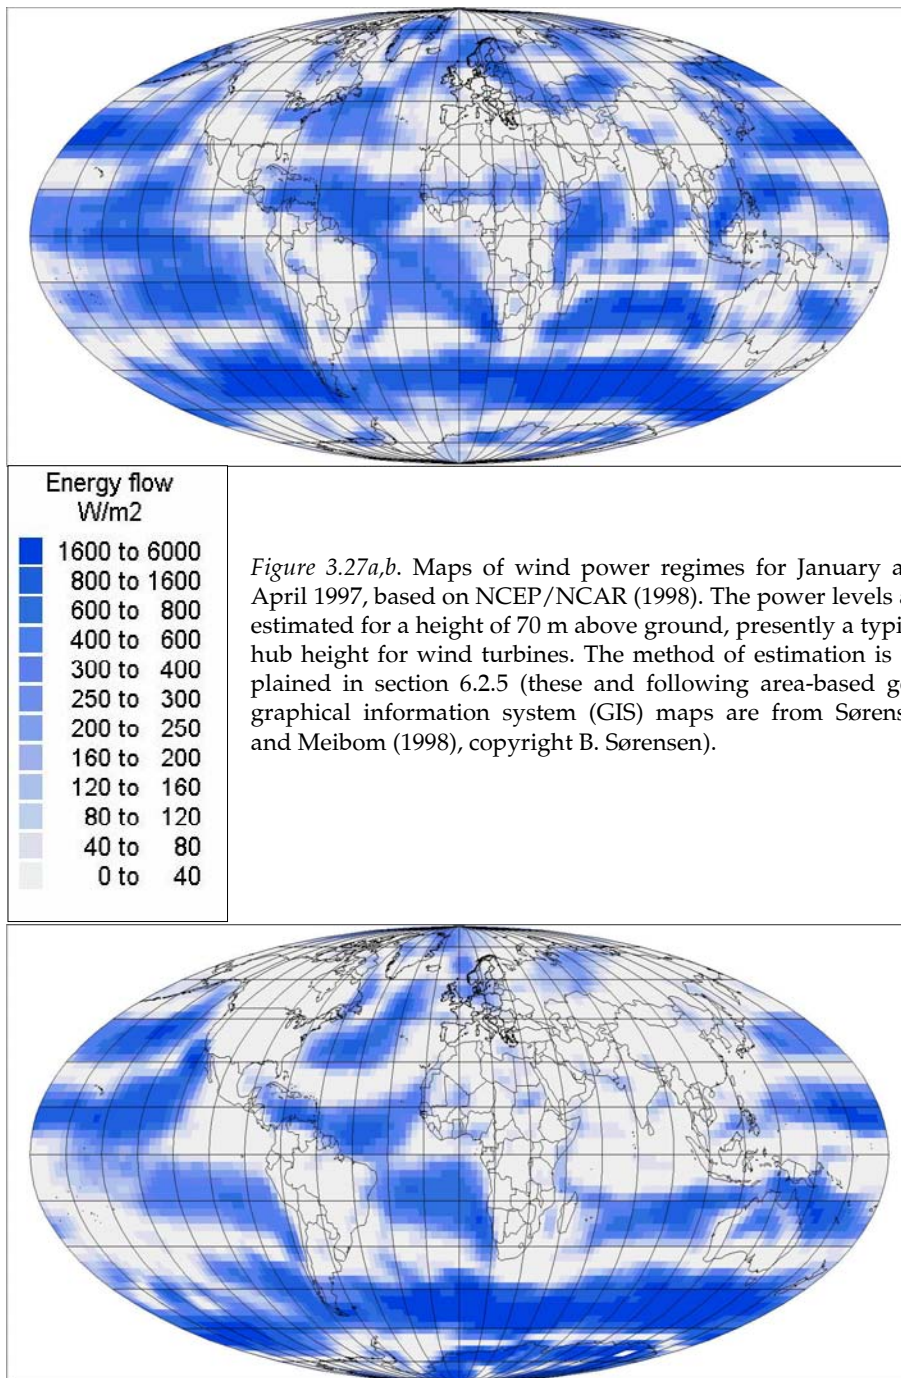 Energy flow
W/m2
1600 to 6000
800 to 1600
600 to 800
400 to 600
300 to 400
250 to 300
200 to 250
160 to 200
120 to 160
80 to 120
40 to 80
0 to 40
Figure 3.27a,b. Maps of wind power regimes for January a
April 1997, based on NCEP/NCAR (1998). The power levels a
estimated for a height of 70 m above ground, presently a typi
hub height for wind turbines. The method of estimation is
plained in section 6.2.5 (these and following area-based g
graphical information system (GIS) maps are from Sørens
and Meibom (1998), copyright B. Sørensen).